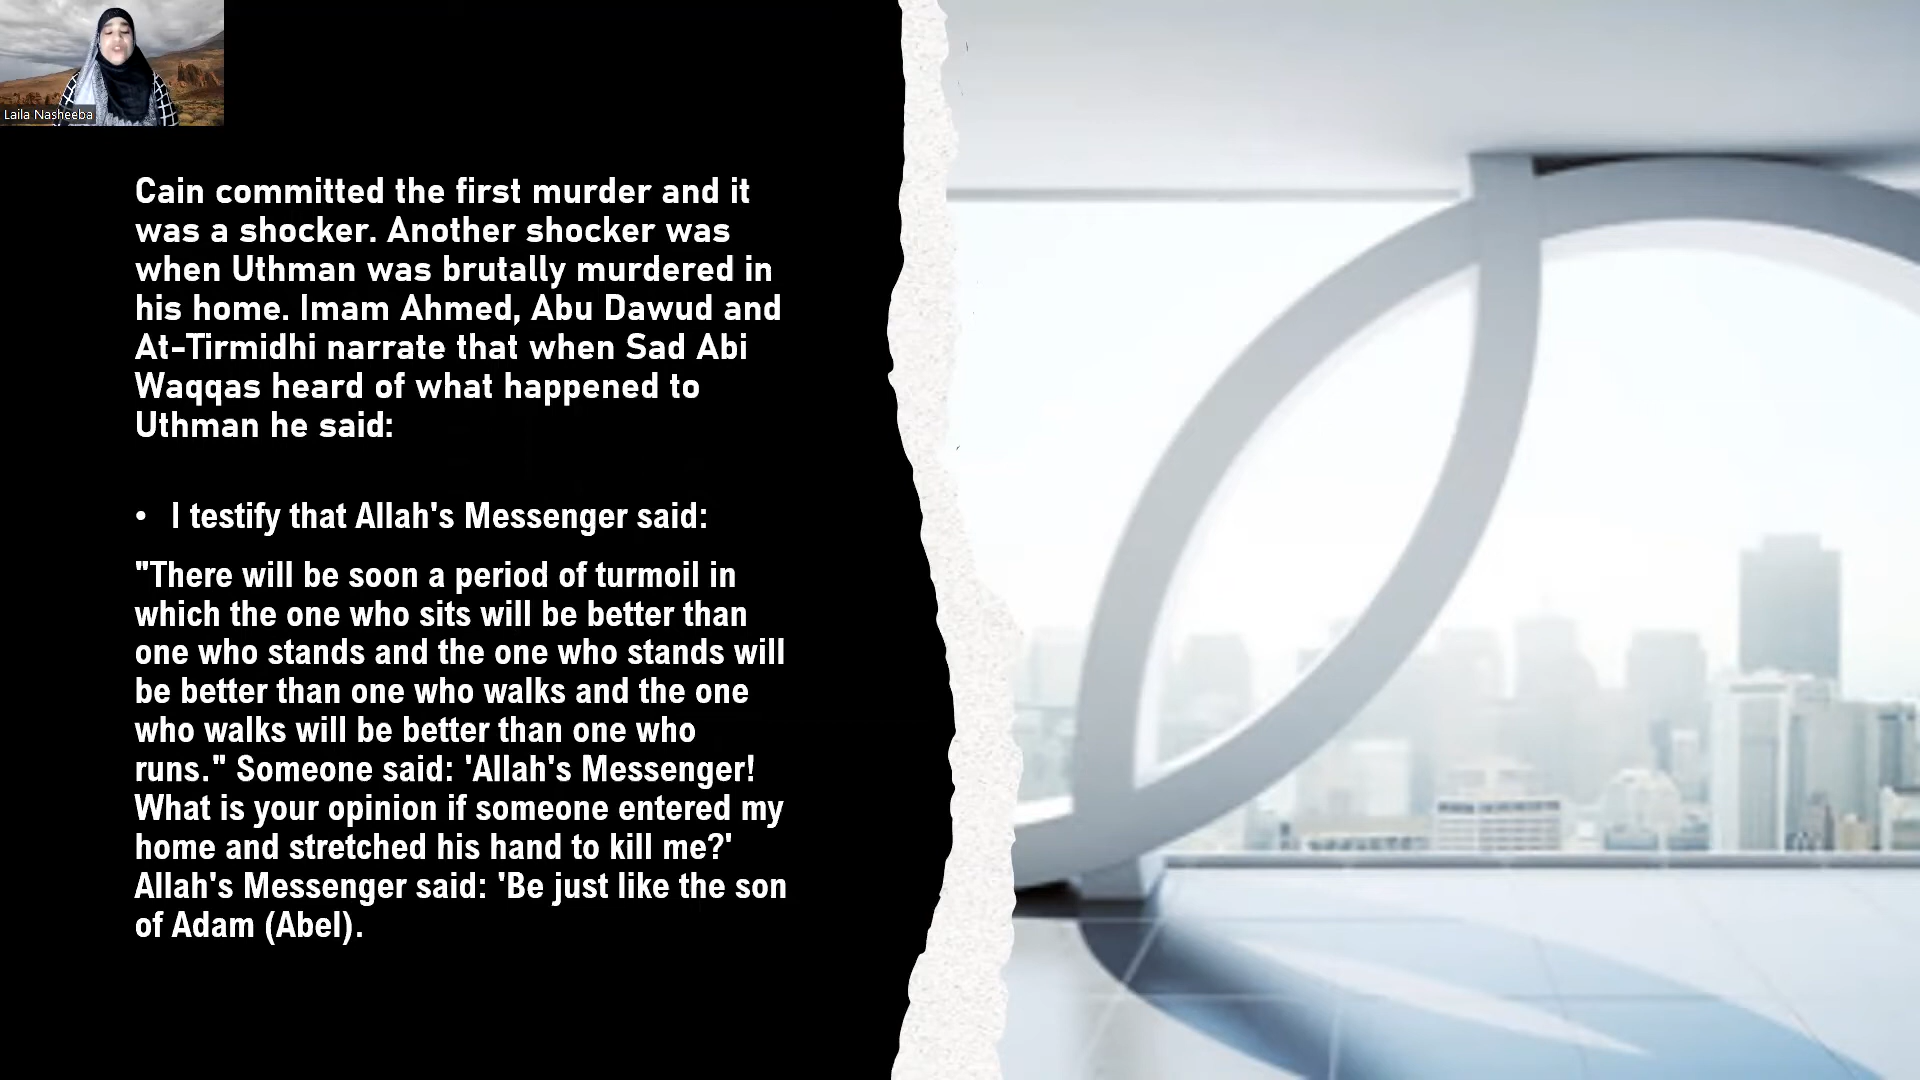 Laila Nasheeba
Cain committed the first murder and it
was a shocker. Another shocker was
when Uthman was brutally murdered in
his home. Imam Ahmed, Abu Dawud and
At-Tirmidhi narrate that when Sad Abi
Waqqas heard of what happened to
Uthman he said:
• I testify that Allah's Messenger said:
"There will be soon a period of turmoil in
which the one who sits will be better than
one who stands and the one who stands will
be better than one who walks and the one
who walks will be better than one who
runs." Someone said: 'Allah's Messenger!
What is your opinion if someone entered my
home and stretched his hand to kill me?'
Allah's Messenger said: 'Be just like the son
of Adam (Abel).